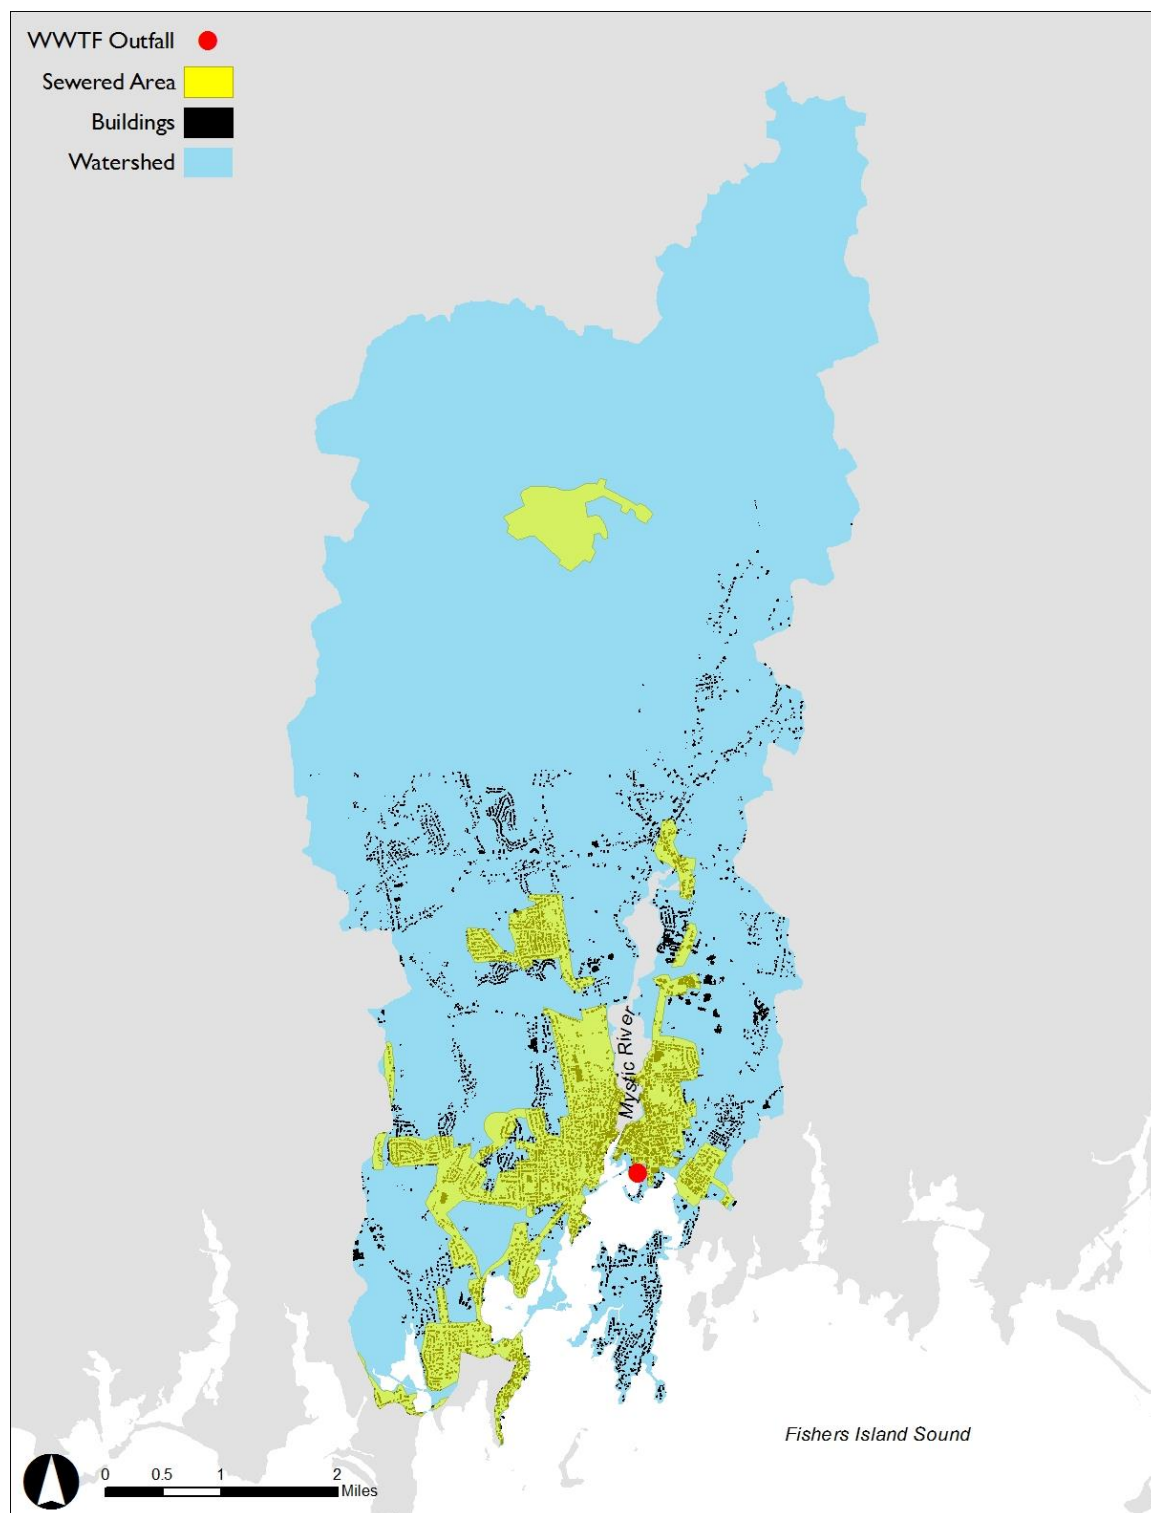 WWTF Outfall
Sewered Area
Buildings
Watershed
Mystic River
Fishers Island Sound
0 0.5 1 2
Miles